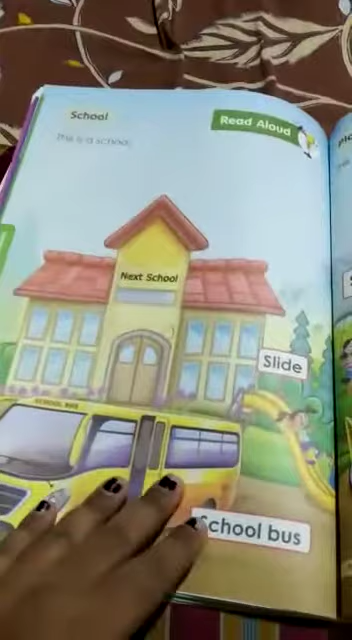 School
Read Aloud
This is a school.
Next School
Slide
SCHOOL BUS
School bus